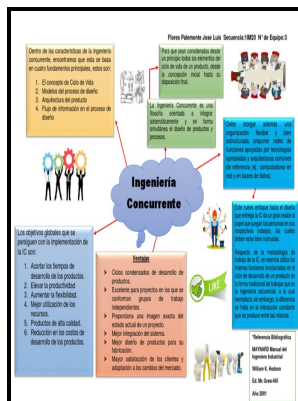 Flores Palemonte Jose Luis Secuencia:IM20 N° de Equipo:3
Dentro de las características de la ingeniería
concurrente, encontramos que esta se basa
en cuatro fundamentos principales, estos son:
1. El concepto de Ciclo de Vida
2. Modelos del proceso de diseño
3. Arquitectura del producto
4. Flujo de información en el proceso de
diseño
Para que sean considerados desde
un principio todos los elementos del
ciclo de vida de un producto, desde
la concepción inicial hasta su
disposición final.
La Ingeniería Concurrente es una
filosofía orientada a integrar
sistemáticamente y en forma
simultánea el diseño de productos y
procesos.
Debe otorgar además una
organización flexible y bien
estructurada, proponer redes de
funciones apoyadas por tecnologías
apropiadas y arquitecturas comunes
de referencia (ej. computadores en
red y en bases de datos).
Ingeniería
Concurrente
Este nuevo enfoque hacia el diseño
que entrega la IC da un gran realce al
papel que juegan las personas en sus
respectivos trabajos, las cuales
deben estar instruidas.
Respecto de la metodología de
trabajo de la IC, en esencia utiliza las
mismas funciones involucradas en el
ciclo de desarrollo de un producto de
la forma tradicional de trabajar que es
la ingeniería secuencial, a la cual
reemplaza; sin embargo, la diferencia
se halla en la interacción constante
que se produce entre las mismas.
Los objetivos globales que se
persiguen con la implementación de
la IC son:
1. Acortar los tiempos de
desarrollo de los productos.
2. Elevar la productividad
3. Aumentar la flexibilidad.
4. Mejor utilización de los
recursos.
5. Productos de alta calidad.
6. Reducción en los costos de
desarrollo de los productos.
Ventajas
Ciclos condensados de desarrollo de
productos.
Excelente para proyectos en los que se
conforman grupos de trabajo
independientes.
Proporciona una imagen exacta del
estado actual de un proyecto.
Mejor integración del sistema.
Mejor diseño de productos para su
fabricación.
Mayor satisfacción de los clientes y
adaptación a los cambios del mercado.
LIKE
*Referencia Bibliográfica
MAYNARD Manual del
Ingeniero Industrial
William K. Hodson
Ed. Mc Graw-Hill
Año 2001